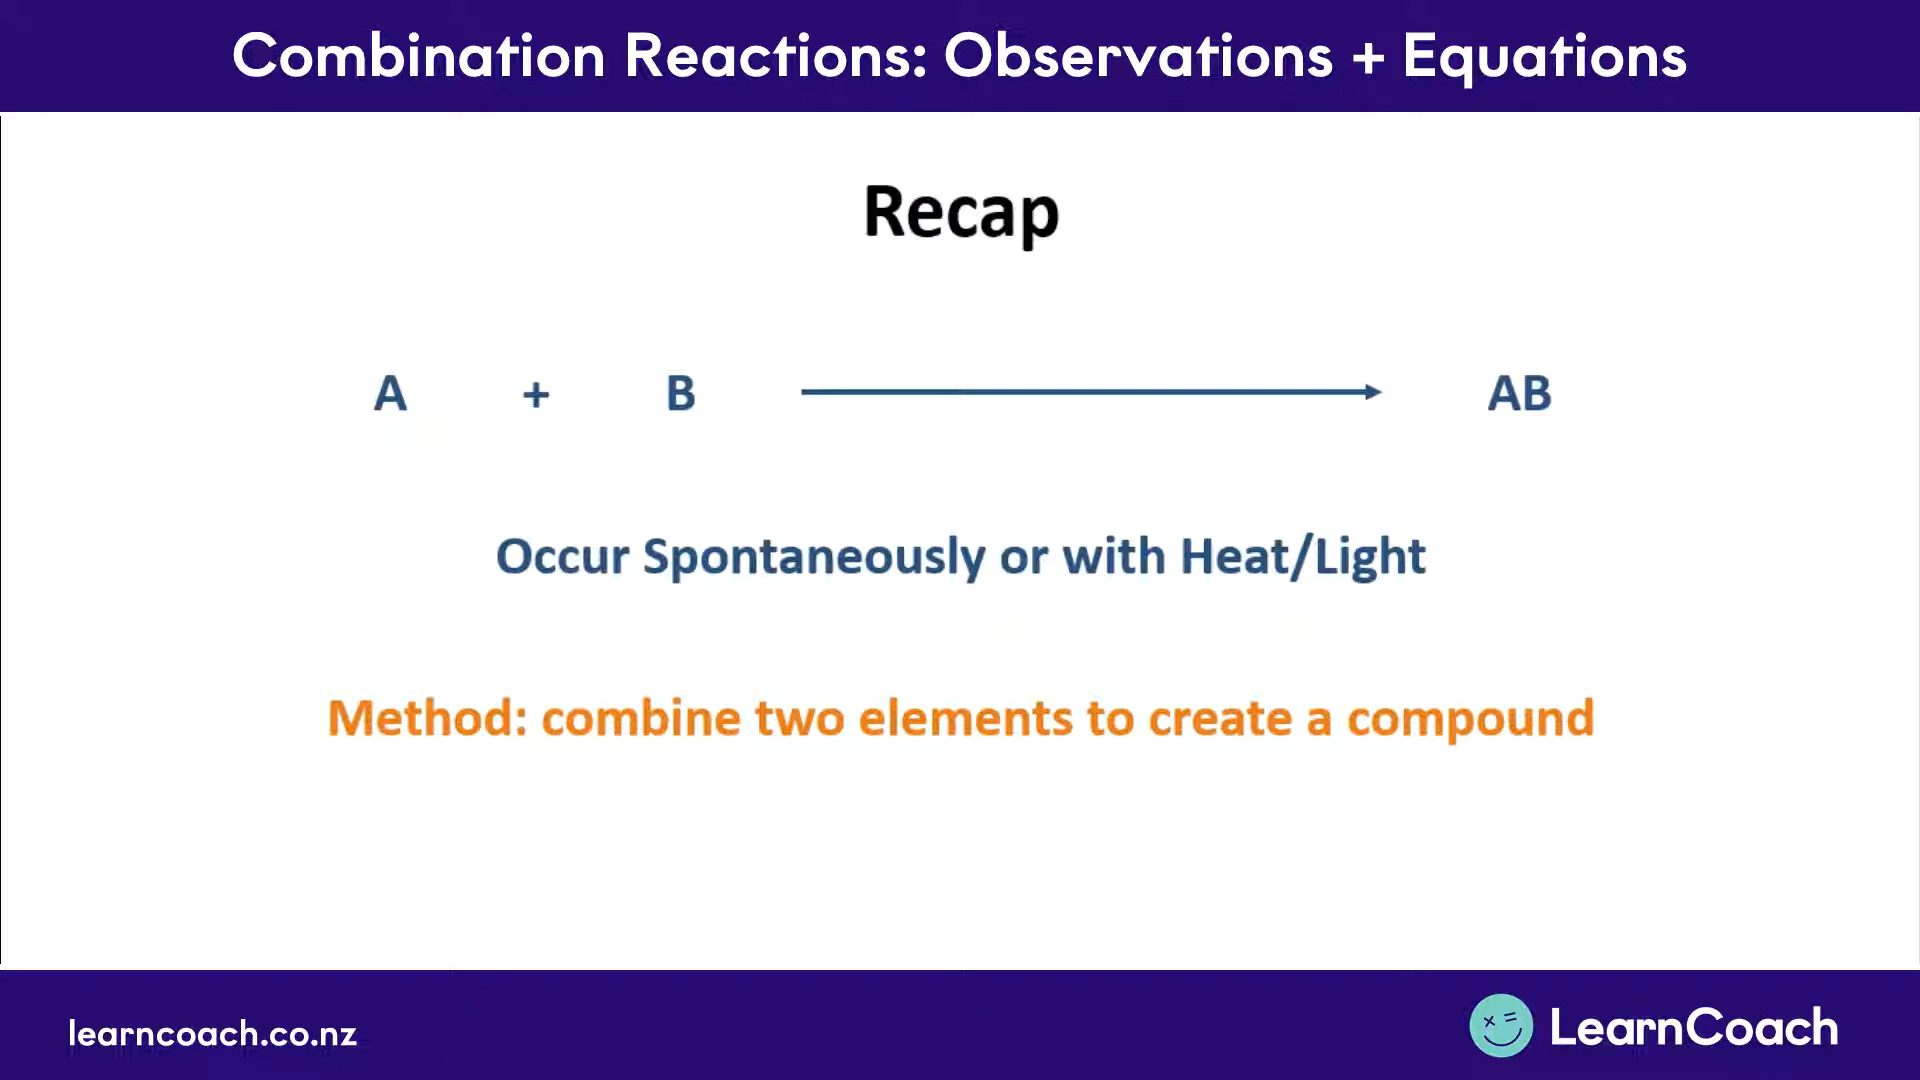 Combination Reactions: Observations + Equations
Recap
A + B AB
Occur Spontaneously or with Heat/Light
Method: combine two elements to create a compound
learncoach.co.nz
LearnCoach